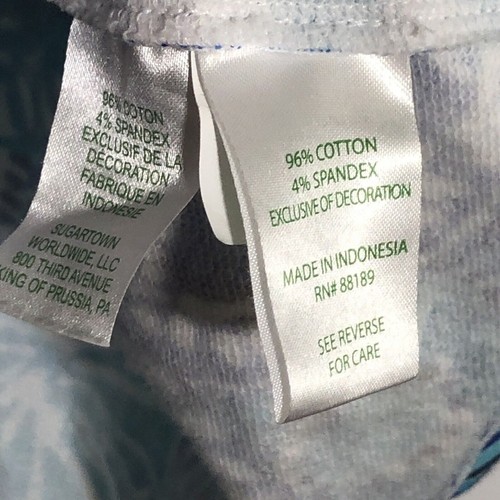 96% COTON
4% SPANDEX
EXCLUSIF DE LA
DÉCORATION
FABRIQUE EN
INDONESIE
SUGARTOWN
WORLDWIDE, LLC
800 THIRD AVENUE
KING OF PRUSSIA, PA
96% COTTON
4% SPANDEX
EXCLUSIVE OF DECORATION
MADE IN INDONESIA
RN# 88189
SEE REVERSE
FOR CARE